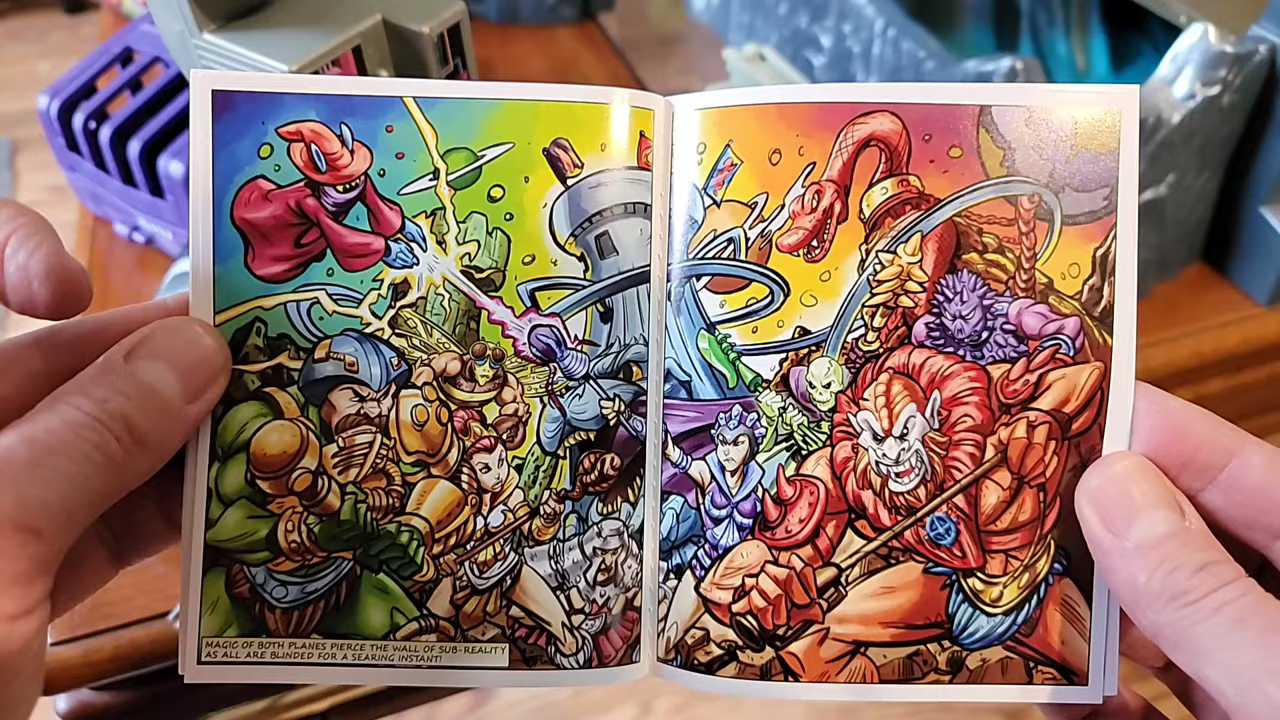 MAGIC OF BOTH PLANES PIERCE THE WALL OF SUB-REALITY
AS ALL ARE BLINDED FOR A SEARING INSTANT!